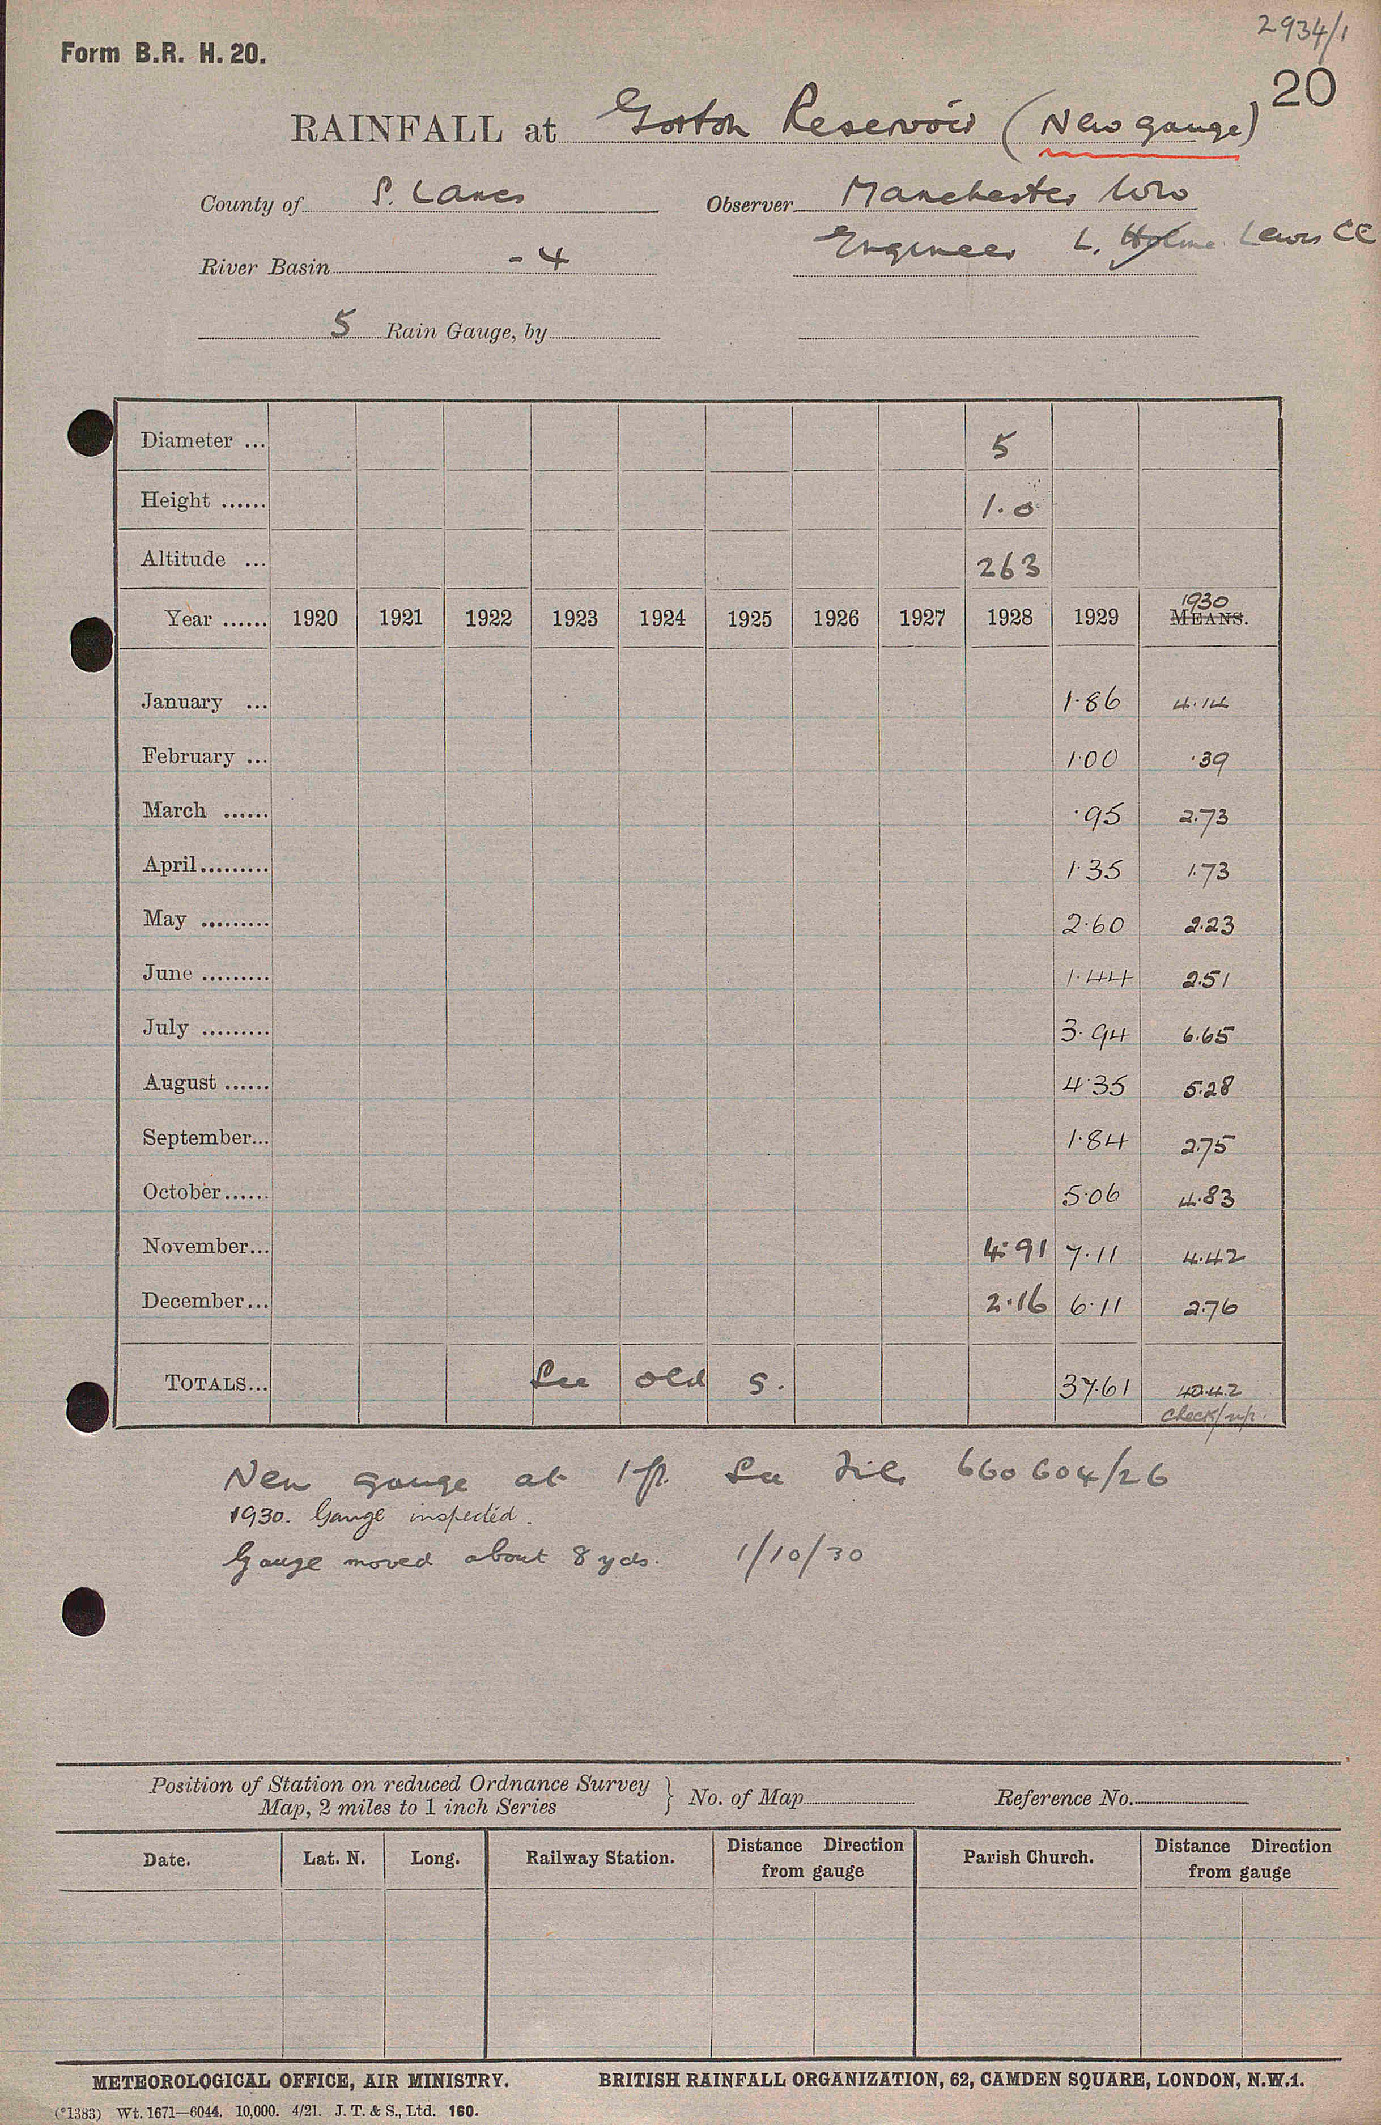 2934/1
Form B.R. H. 20.
20
RAINFALL at Gorton Reservoir (New gauge)
County of S. Lancs Observer Manchester W W
River Basin - 4 Engineer L. Holme Lewis CE
5 Rain Gauge, by
Diameter ... 5
Height ...... 1.0
Altitude ... 263
1930
Year ...... 1920 1921 1922 1923 1924 1925 1926 1927 1928 1929 MEANS.
January ... 1.86 4.14
February ... 1.00 .39
March ...... .95 2.73
April......... 1.35 1.73
May ......... 2.60 2.23
June ......... 1.44 2.51
July ......... 3.94 6.65
August ...... 4.35 5.28
September... 1.84 2.75
October...... 5.06 4.83
November... 4.91 7.11 4.42
December... 2.16 6.11 2.76
TOTALS... See old G. 37.61 40.42
check
New gauge at 1 ft. See File 660604/26
1930. Gauge inspected.
Gauge moved about 8 yds. 1/10/30
Position of Station on reduced Ordnance Survey
Map, 2 miles to 1 inch Series } No. of Map Reference No.
Date. Lat. N. Long. Railway Station. Distance Direction from gauge Parish Church. Distance Direction from gauge
METEOROLOGICAL OFFICE, AIR MINISTRY. BRITISH RAINFALL ORGANIZATION, 62, CAMDEN SQUARE, LONDON, N.W.1.
(*1383) Wt. 1671—6044. 10,000. 4/21. J. T. & S., Ltd. 160.